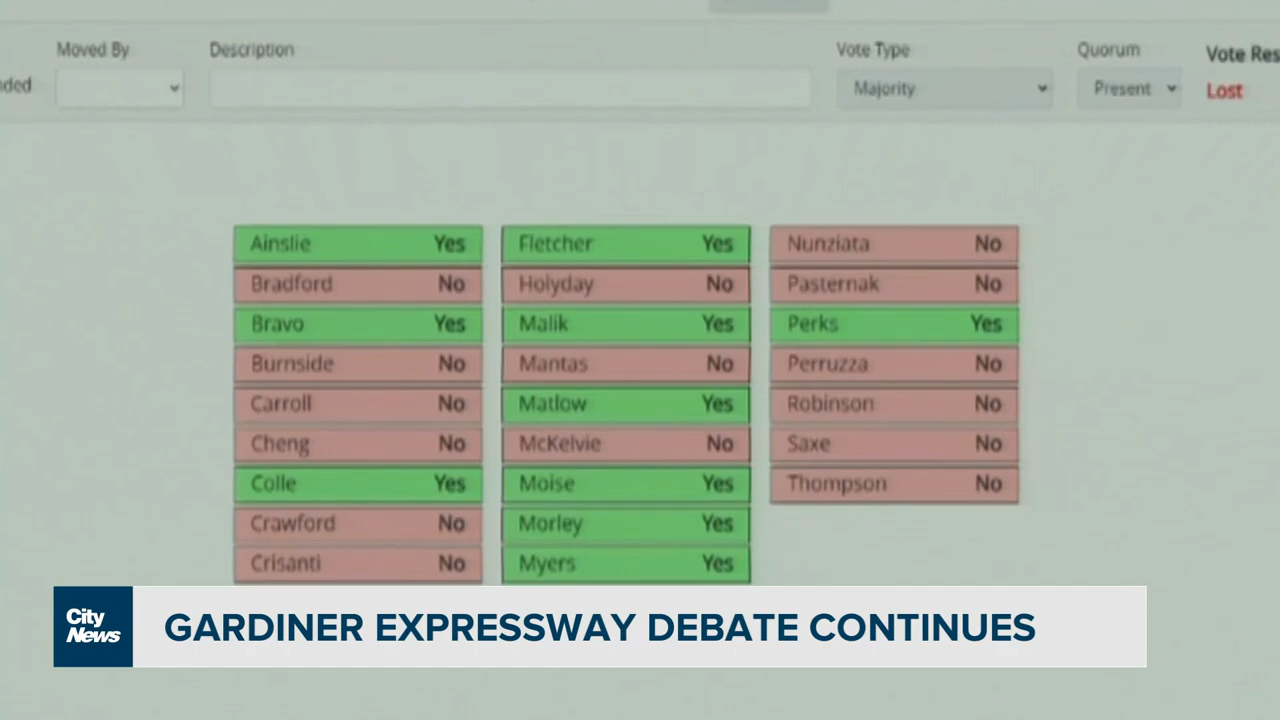 Moved By Description Vote Type Quorum Vote Res
nded Majority Present Lost
Ainslie Yes Fletcher Yes Nunziata No
Bradford No Holyday No Pasternak No
Bravo Yes Malik Yes Perks Yes
Burnside No Mantas No Perruzza No
Carroll No Matlow Yes Robinson No
Cheng No McKelvie No Saxe No
Colle Yes Moise Yes Thompson No
Crawford No Morley Yes
Crisanti No Myers Yes
City
News
GARDINER EXPRESSWAY DEBATE CONTINUES